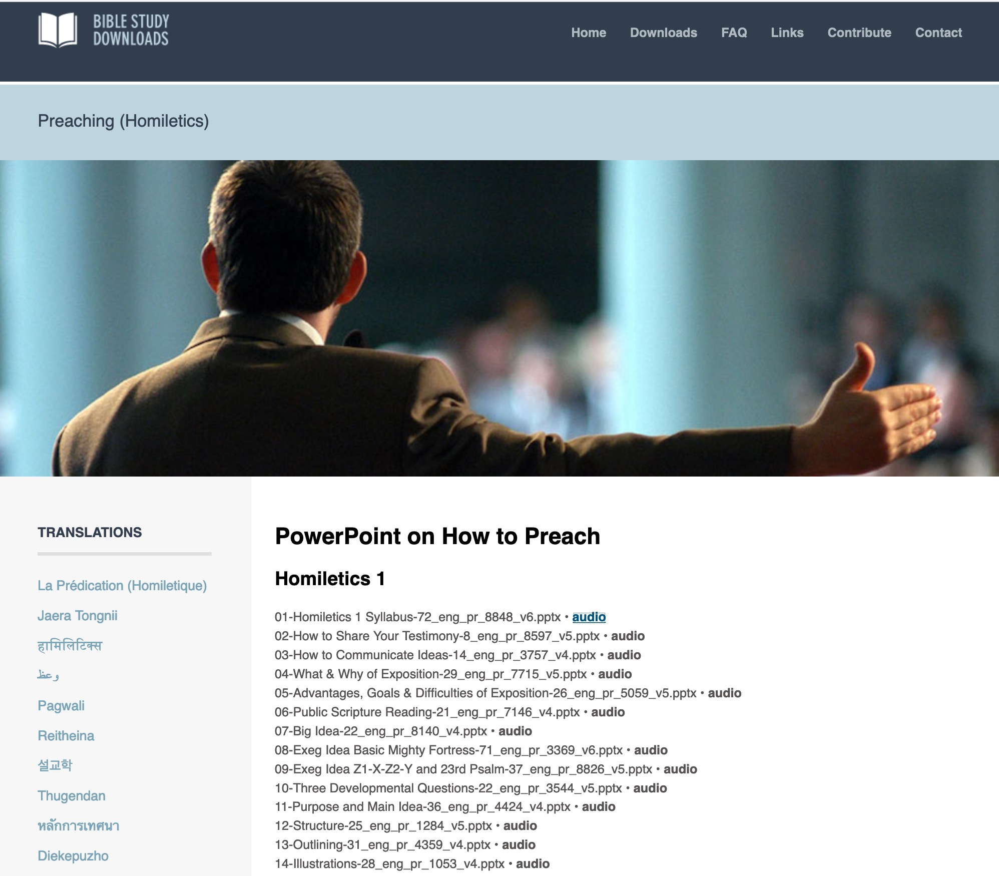 BIBLE STUDY
DOWNLOADS
Home Downloads FAQ Links Contribute Contact
Preaching (Homiletics)
TRANSLATIONS
La Prédication (Homiletique)
Jaera Tongnii
हामिलिटिक्स
وعظ
Pagwali
Reitheina
설교학
Thugendan
หลักการเทศนา
Diekepuzho
PowerPoint on How to Preach
Homiletics 1
01-Homiletics 1 Syllabus-72_eng_pr_8848_v6.pptx • audio
02-How to Share Your Testimony-8_eng_pr_8597_v5.pptx • audio
03-How to Communicate Ideas-14_eng_pr_3757_v4.pptx • audio
04-What & Why of Exposition-29_eng_pr_7715_v5.pptx • audio
05-Advantages, Goals & Difficulties of Exposition-26_eng_pr_5059_v5.pptx • audio
06-Public Scripture Reading-21_eng_pr_7146_v4.pptx • audio
07-Big Idea-22_eng_pr_8140_v4.pptx • audio
08-Exeg Idea Basic Mighty Fortress-71_eng_pr_3369_v6.pptx • audio
09-Exeg Idea Z1-X-Z2-Y and 23rd Psalm-37_eng_pr_8826_v5.pptx • audio
10-Three Developmental Questions-22_eng_pr_3544_v5.pptx • audio
11-Purpose and Main Idea-36_eng_pr_4424_v4.pptx • audio
12-Structure-25_eng_pr_1284_v5.pptx • audio
13-Outlining-31_eng_pr_4359_v4.pptx • audio
14-Illustrations-28_eng_pr_1053_v4.pptx • audio